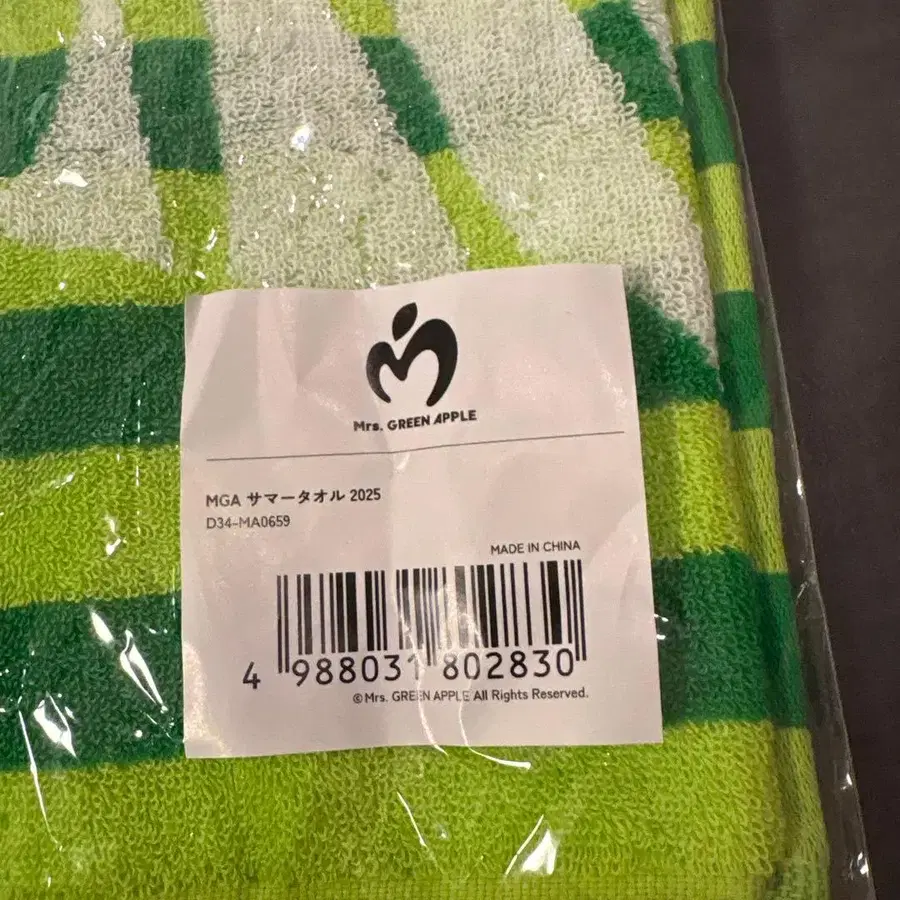 Mrs. GREEN APPLE
MGA サマータオル 2025
D34-MA0659
MADE IN CHINA
4 988031 802830
©Mrs. GREEN APPLE All Rights Reserved.